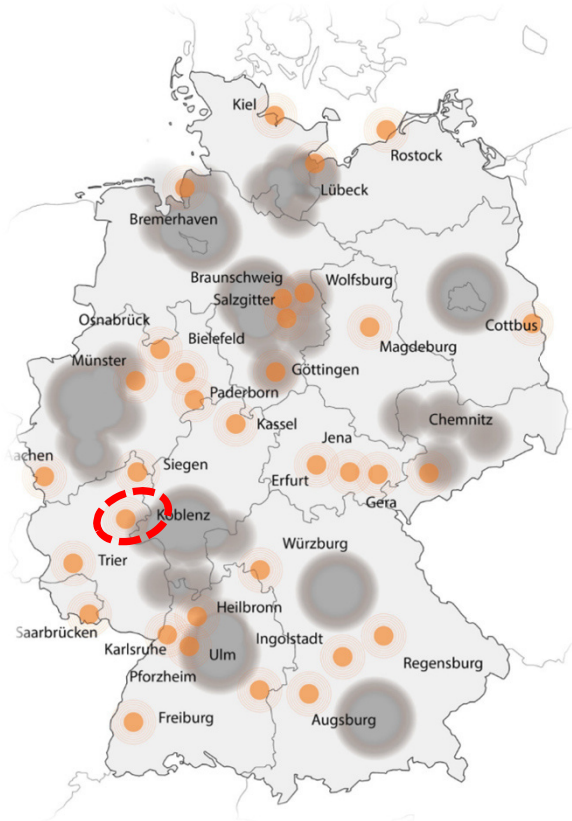 Kiel
Rostock
Lübeck
Bremerhaven
Braunschweig
Wolfsburg
Salzgitter
Osnabrück
Cottbus
Bielefeld
Magdeburg
Münster
Göttingen
Paderborn
Chemnitz
Kassel
Jena
Aachen
Siegen
Erfurt
Gera
Koblenz
Würzburg
Trier
Heilbronn
Saarbrücken
Ingolstadt
Karlsruhe
Ulm
Regensburg
Pforzheim
Freiburg
Augsburg